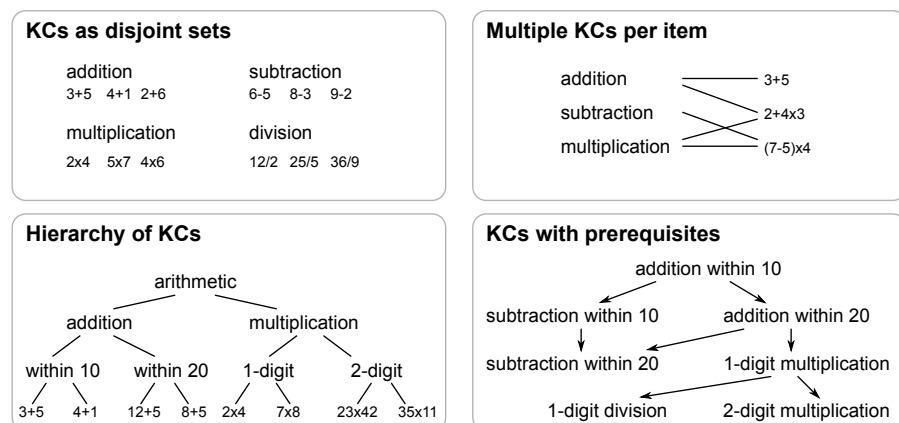 KCs as disjoint sets
addition
3+5 4+1 2+6
subtraction
6-5 8-3 9-2
multiplication
2x4 5x7 4x6
division
12/2 25/5 36/9
Multiple KCs per item
addition
subtraction
multiplication
3+5
2+4x3
(7-5)x4
Hierarchy of KCs
arithmetic
addition multiplication
within 10 within 20 1-digit 2-digit
3+5 4+1 12+5 8+5 2x4 7x8 23x42 35x11
KCs with prerequisites
addition within 10
subtraction within 10 addition within 20
subtraction within 20 1-digit multiplication
1-digit division 2-digit multiplication